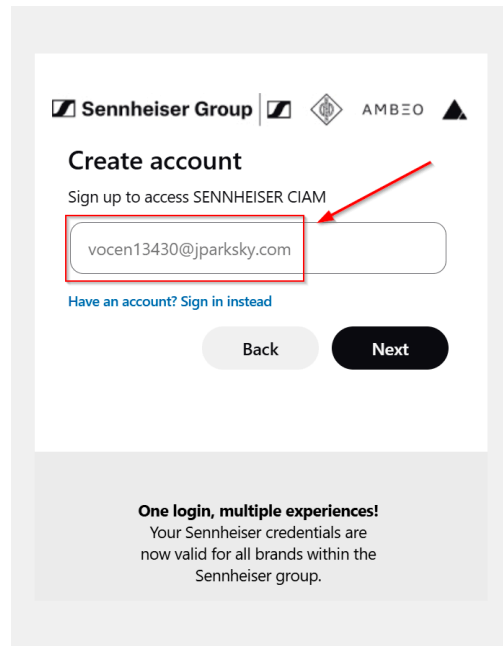 Sennheiser Group
AMBEO
Create account
Sign up to access SENNHEISER CIAM
vocen13430@jparksky.com
Have an account? Sign in instead
Back
Next
One login, multiple experiences!
Your Sennheiser credentials are
now valid for all brands within the
Sennheiser group.